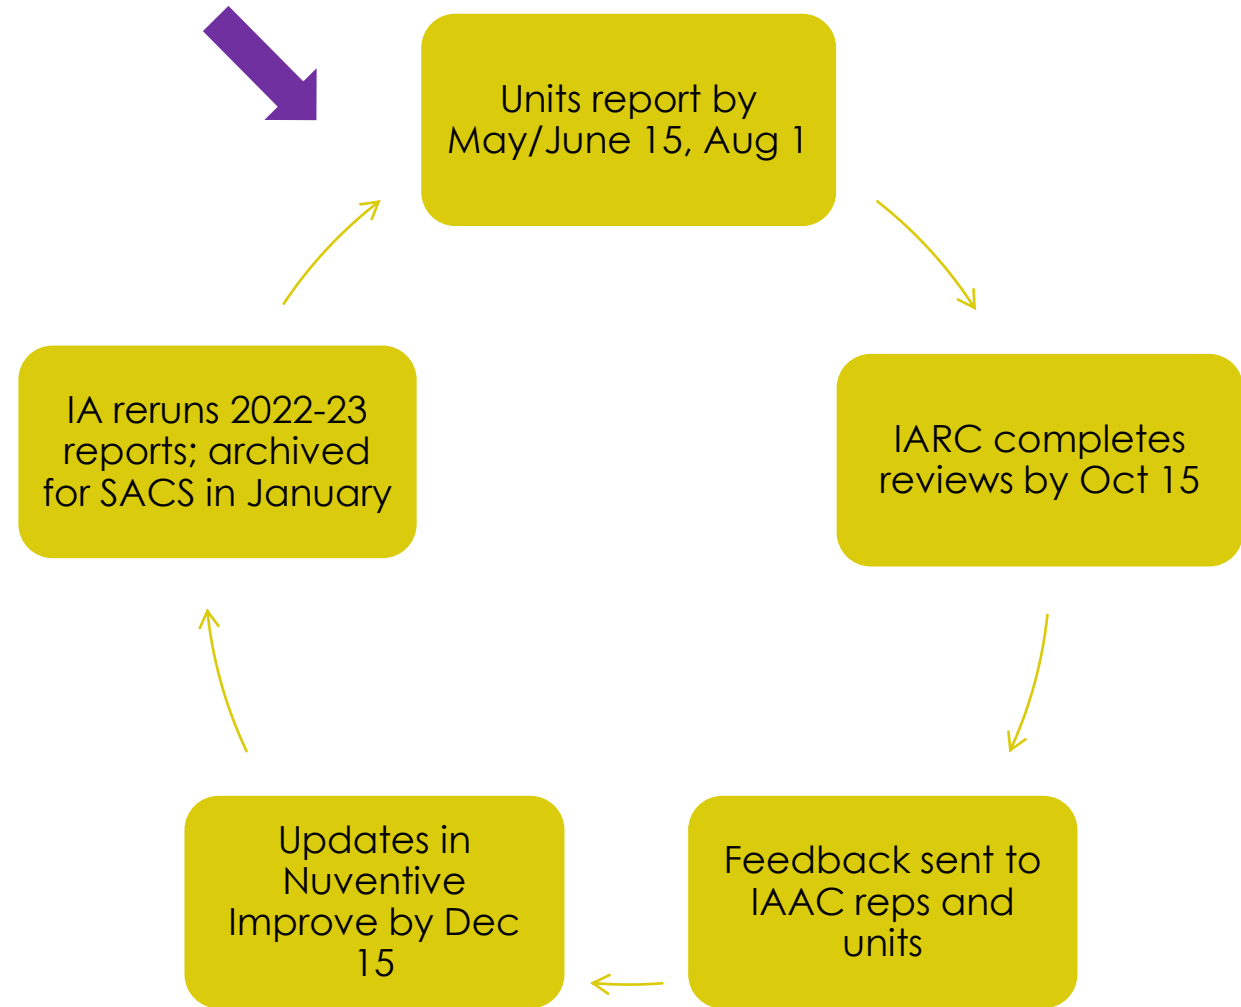 Units report by
May/June 15, Aug 1
IARC completes
reviews by Oct 15
Feedback sent to
IAAC reps and
units
Updates in
Nuventive
Improve by Dec
15
IA reruns 2022-23
reports; archived
for SACS in January